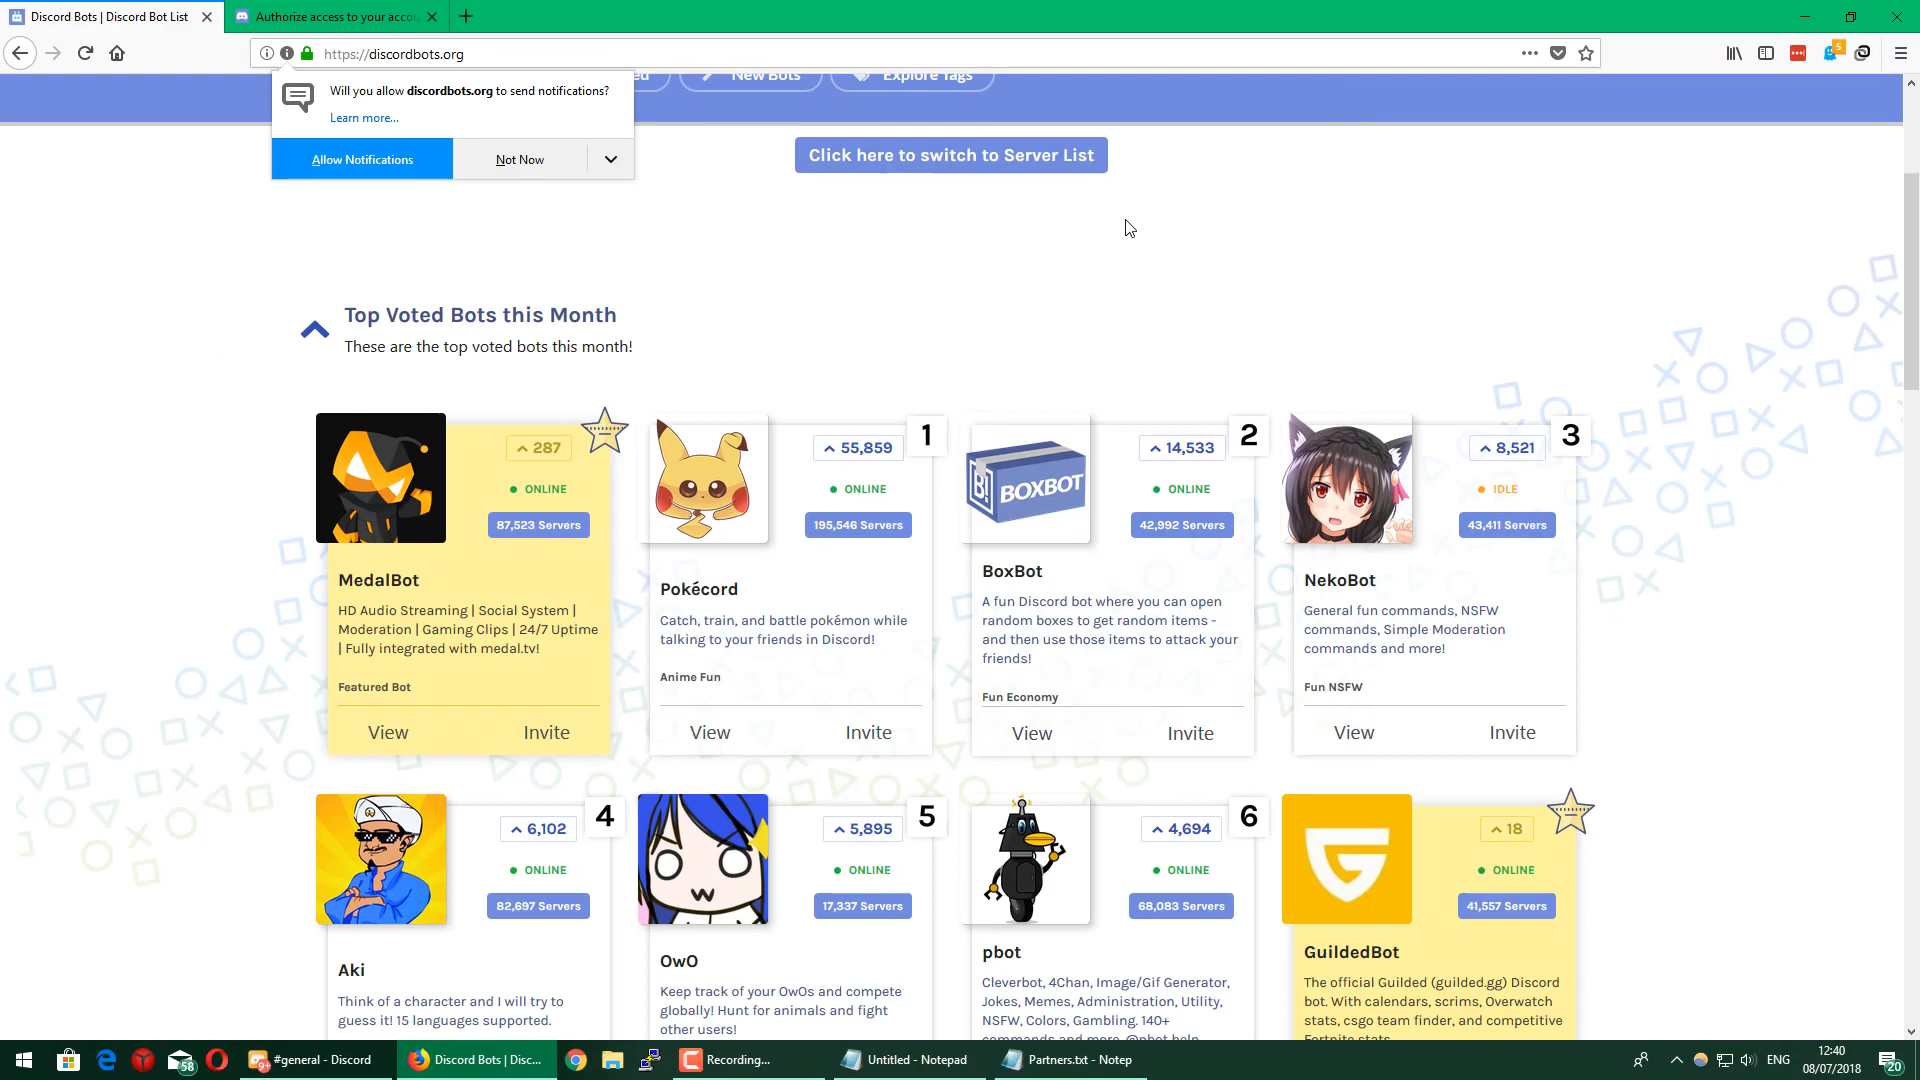 Discord Bots | Discord Bot List
Authorize access to your accou
https://discordbots.org
5
New Bots
Explore Tags
Will you allow discordbots.org to send notifications?
Learn more...
Allow Notifications
Not Now
Click here to switch to Server List
Top Voted Bots this Month
These are the top voted bots this month!
287
ONLINE
87,523 Servers
MedalBot
HD Audio Streaming | Social System |
Moderation | Gaming Clips | 24/7 Uptime
| Fully integrated with medal.tv!
Featured Bot
View Invite
1
55,859
ONLINE
195,546 Servers
Pokécord
Catch, train, and battle pokémon while
talking to your friends in Discord!
Anime Fun
View Invite
2
14,533
ONLINE
42,992 Servers
BOXBOT
BoxBot
A fun Discord bot where you can open
random boxes to get random items -
and then use those items to attack your
friends!
Fun Economy
View Invite
3
8,521
IDLE
43,411 Servers
NekoBot
General fun commands, NSFW
commands, Simple Moderation
commands and more!
Fun NSFW
View Invite
4
6,102
ONLINE
82,697 Servers
Aki
Think of a character and I will try to
guess it! 15 languages supported.
5
5,895
ONLINE
17,337 Servers
OwO
Keep track of your OwOs and compete
globally! Hunt for animals and fight
other users!
6
4,694
ONLINE
68,083 Servers
pbot
Cleverbot, 4Chan, Image/Gif Generator,
Jokes, Memes, Administration, Utility,
NSFW, Colors, Gambling. 140+
commands and more. @pbot help
18
ONLINE
41,557 Servers
G
GuildedBot
The official Guilded (guilded.gg) Discord
bot. With calendars, scrims, Overwatch
stats, csgo team finder, and competitive
Fortnite stats.
58
9+
#general - Discord
Discord Bots | Disc...
Recording...
Untitled - Notepad
Partners.txt - Notep
ENG
12:40
08/07/2018
20